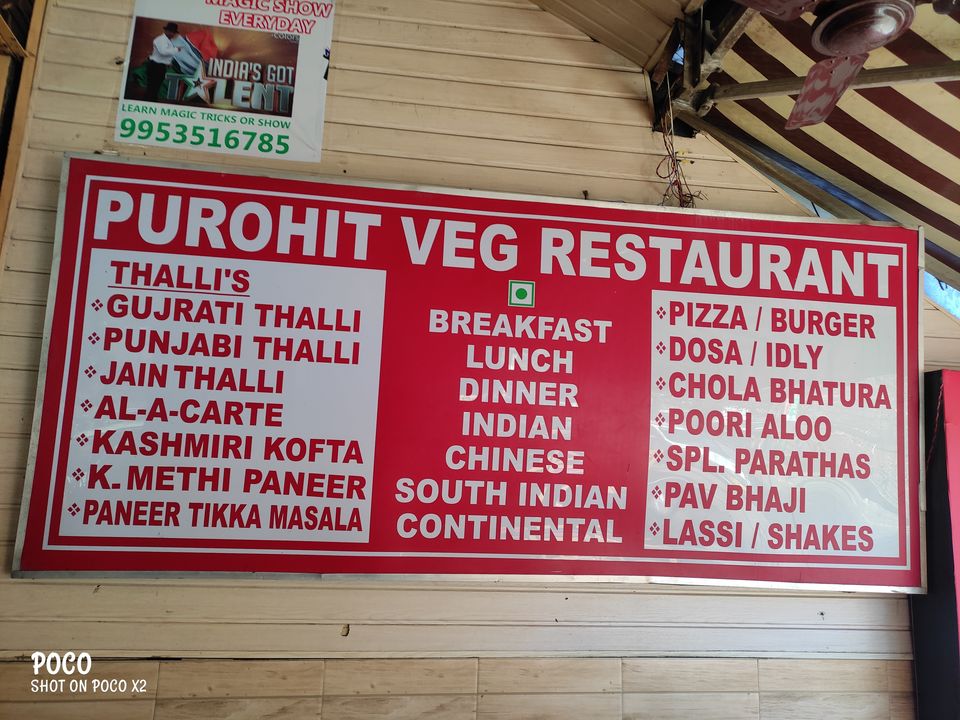 MAGIC SHOW
EVERYDAY
COLORS
INDIA'S GOT
TALENT
LEARN MAGIC TRICKS OR SHOW
9953516785
PUROHIT VEG RESTAURANT
THALLI'S
GUJRATI THALLI
PUNJABI THALLI
JAIN THALLI
AL-A-CARTE
KASHMIRI KOFTA
K. METHI PANEER
PANEER TIKKA MASALA
BREAKFAST
LUNCH
DINNER
INDIAN
CHINESE
SOUTH INDIAN
CONTINENTAL
PIZZA / BURGER
DOSA / IDLY
CHOLA BHATURA
POORI ALOO
SPL. PARATHAS
PAV BHAJI
LASSI / SHAKES
POCO
SHOT ON POCO X2